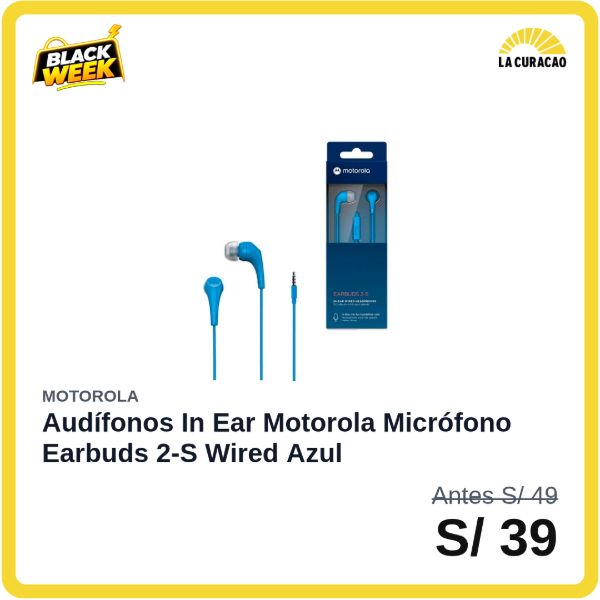 BLACK
WEEK
LA CURACAO
motorola
EARBUDS 2-S
MOTOROLA
Audífonos In Ear Motorola Micrófono
Earbuds 2-S Wired Azul
Antes S/ 49
S/ 39